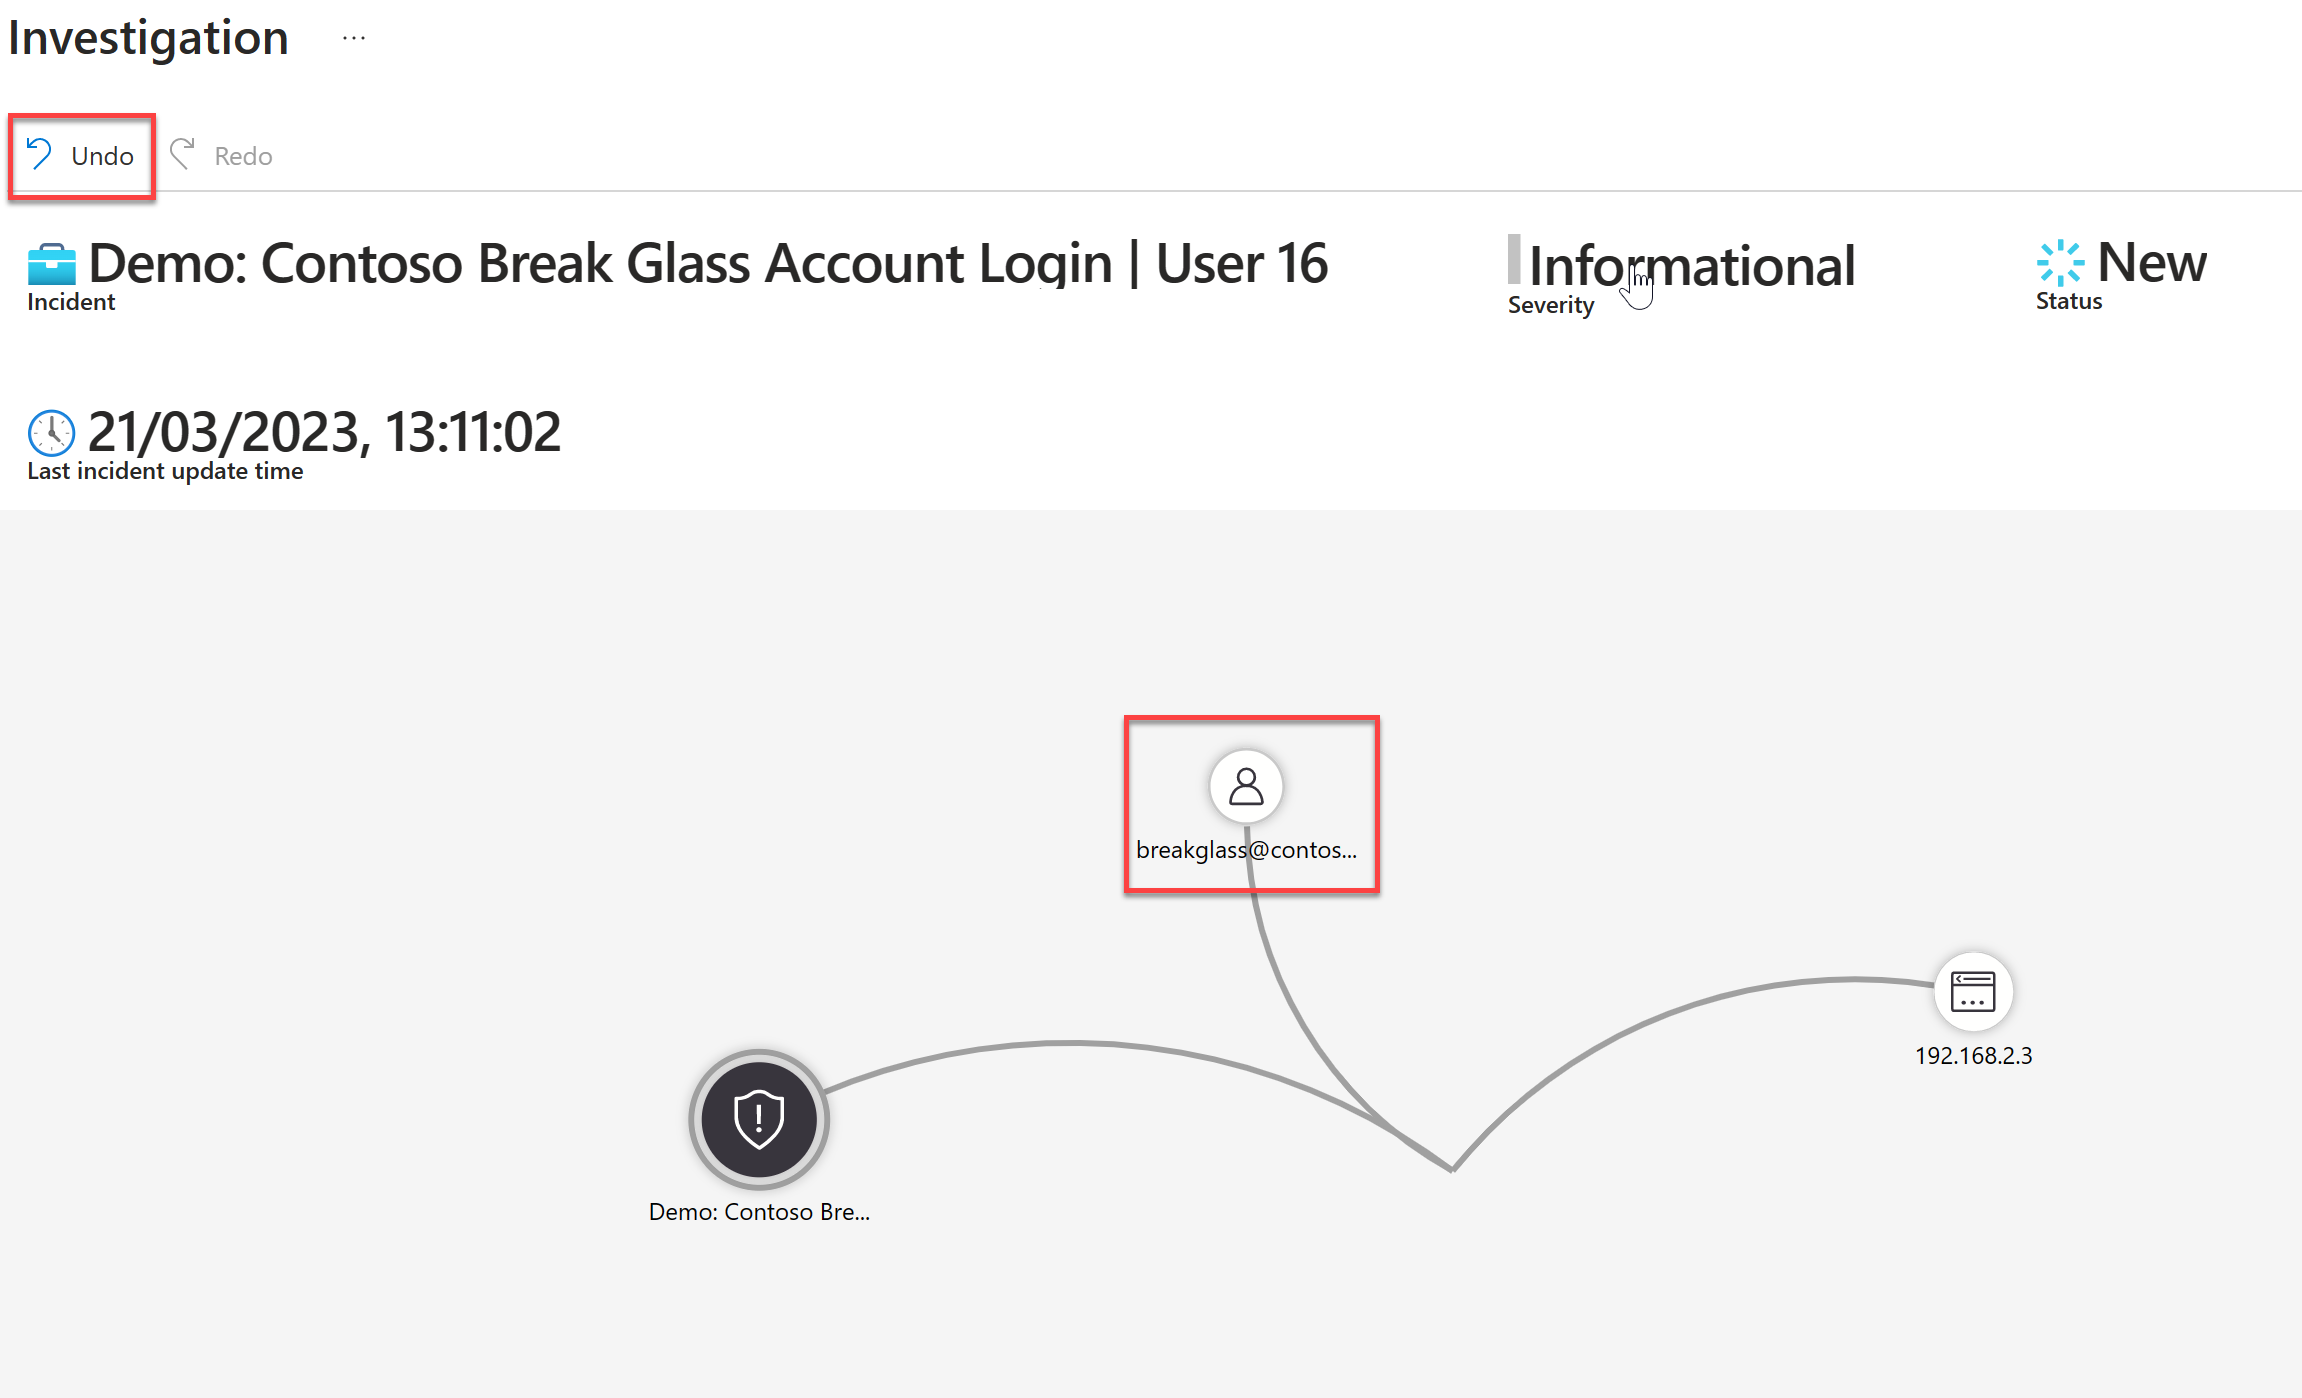 Investigation ...
Undo Redo
Demo: Contoso Break Glass Account Login | User 16
Incident
Informational
Severity
New
Status
21/03/2023, 13:11:02
Last incident update time
breakglass@contos...
192.168.2.3
Demo: Contoso Bre...